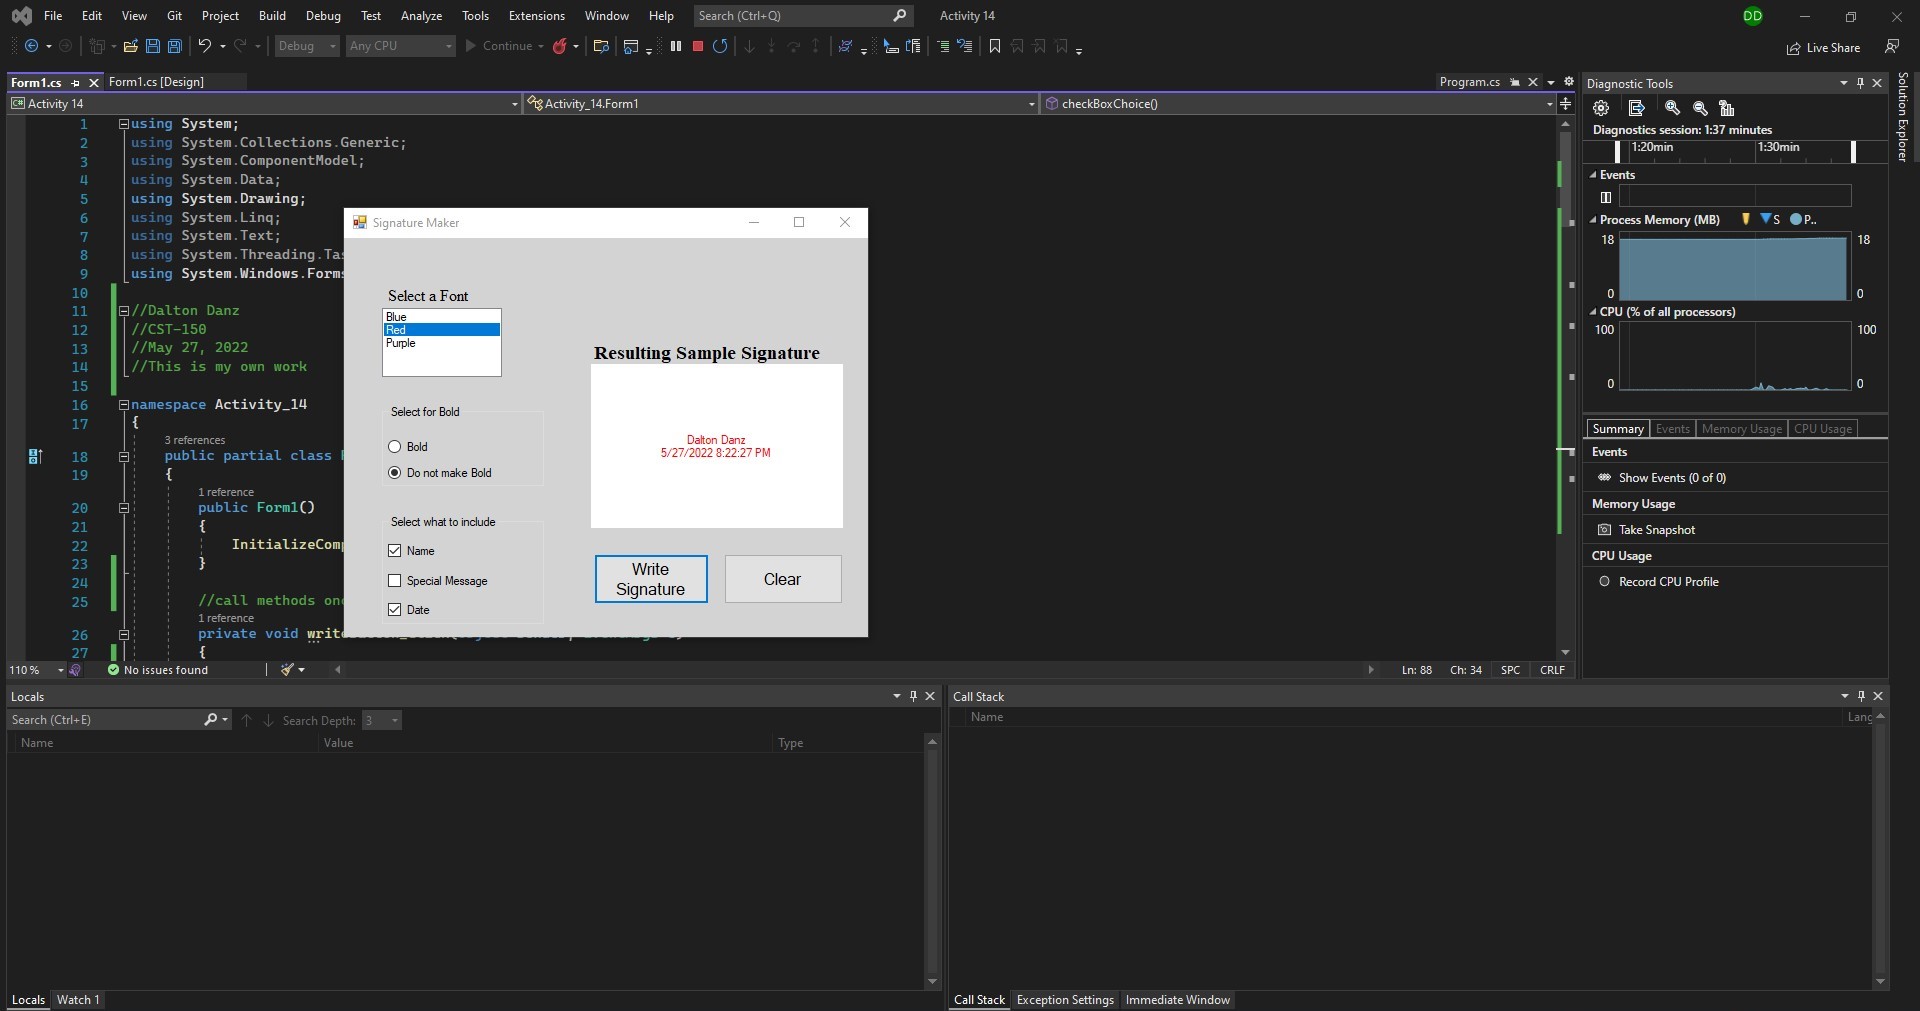 File Edit View Git Project Build Debug Test Analyze Tools Extensions Window Help Search (Ctrl+Q) Activity 14 DD
Debug Any CPU Continue Live Share
Form1.cs Form1.cs [Design] Program.cs
Activity 14 Activity_14.Form1 checkBoxChoice()
1 using System;
2 using System.Collections.Generic;
3 using System.ComponentModel;
4 using System.Data;
5 using System.Drawing;
6 using System.Linq;
7 using System.Text;
8 using System.Threading.Tas
9 using System.Windows.Forms
10
11 //Dalton Danz
12 //CST-150
13 //May 27, 2022
14 //This is my own work
15
16 namespace Activity_14
17 {
3 references
18 public partial class
19 {
1 reference
20 public Form1()
21 {
22 InitializeComp
23 }
24
25 //call methods onc
1 reference
26 private void write
27 {
110 % No issues found Ln: 88 Ch: 34 SPC CRLF
Signature Maker
Select a Font
Blue
Red
Purple
Select for Bold
Bold
Do not make Bold
Select what to include
Name
Special Message
Date
Resulting Sample Signature
Dalton Danz
5/27/2022 8:22:27 PM
Write
Signature
Clear
Diagnostic Tools
Diagnostics session: 1:37 minutes
1:20min 1:30min
Events
Process Memory (MB) S P..
18 18
0 0
CPU (% of all processors)
100 100
0 0
Summary Events Memory Usage CPU Usage
Events
Show Events (0 of 0)
Memory Usage
Take Snapshot
CPU Usage
Record CPU Profile
Solution Explorer
Locals
Search (Ctrl+E) Search Depth: 3
Name Value Type
Locals Watch 1
Call Stack
Name Lang
Call Stack Exception Settings Immediate Window